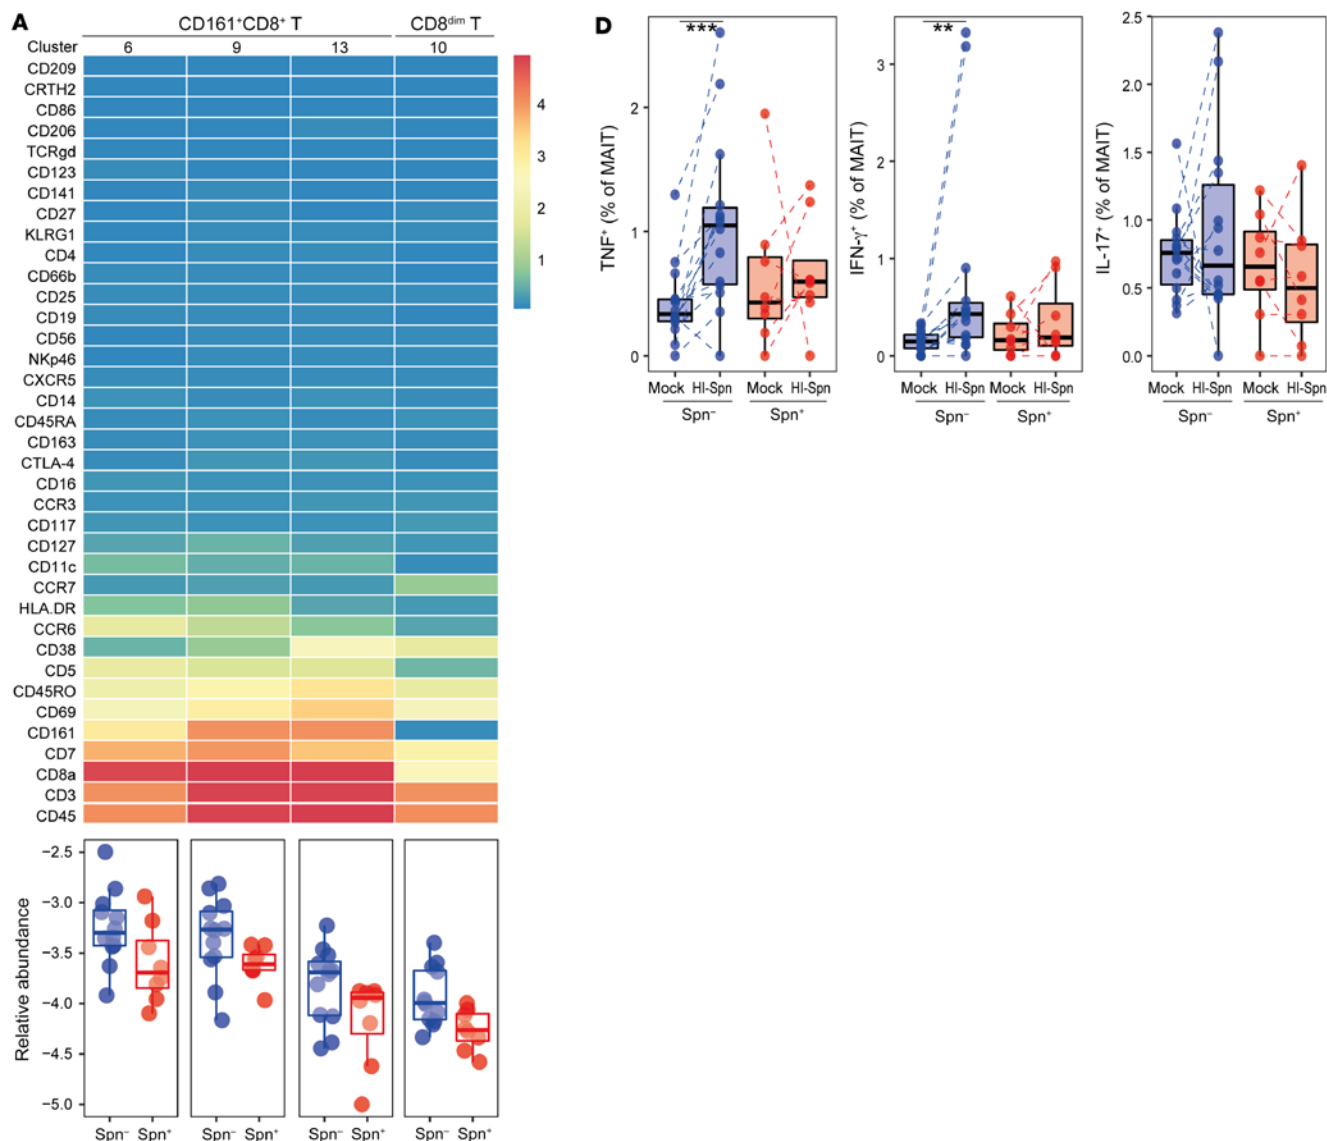 A
CD161⁺CD8⁺ T
CD8ᵈⁱᵐ T
Cluster 6 9 13 10
CD209
CRTH2
CD86
CD206
TCRgd
CD123
CD141
CD27
KLRG1
CD4
CD66b
CD25
CD19
CD56
NKp46
CXCR5
CD14
CD45RA
CD163
CTLA-4
CD16
CCR3
CD117
CD127
CD11c
CCR7
HLA.DR
CCR6
CD38
CD5
CD45RO
CD69
CD161
CD7
CD8a
CD3
CD45
4
3
2
1
Relative abundance
−2.5
−3.0
−3.5
−4.0
−4.5
−5.0
Spn⁻ Spn⁺ Spn⁻ Spn⁺ Spn⁻ Spn⁺ Spn⁻ Spn⁺
D
TNF⁺ (% of MAIT)
2
1
0
***
Mock HI-Spn Mock HI-Spn
Spn⁻ Spn⁺
IFN-γ⁺ (% of MAIT)
3
2
1
0
**
Mock HI-Spn Mock HI-Spn
Spn⁻ Spn⁺
IL-17⁺ (% of MAIT)
2.5
2.0
1.5
1.0
0.5
0.0
Mock HI-Spn Mock HI-Spn
Spn⁻ Spn⁺